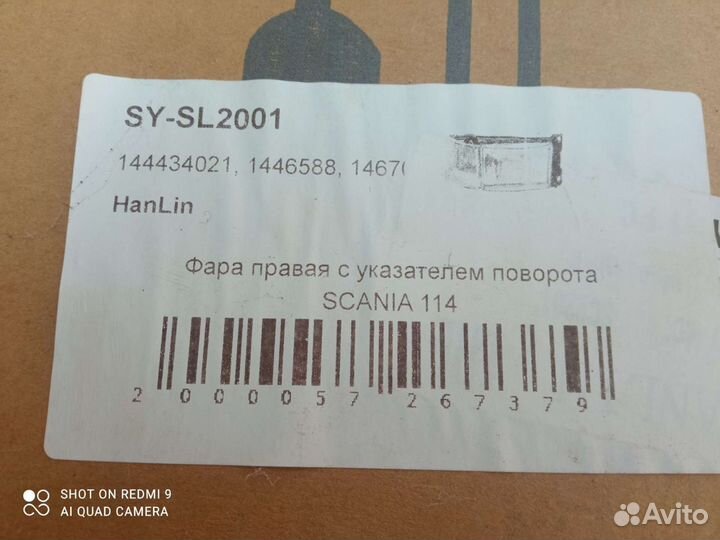 SY-SL2001
144434021, 1446588, 1467
HanLin
Фара правая с указателем поворота
SCANIA 114
2 000057 267379
SHOT ON REDMI 9
AI QUAD CAMERA
Avito